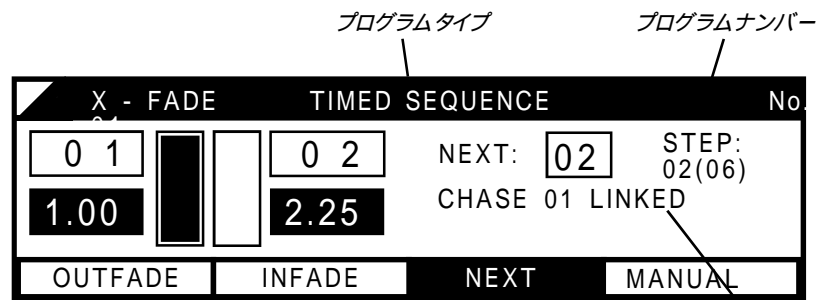 プログラムタイプ プログラムナンバー
X - FADE TIMED SEQUENCE No.
0 1 0 2 NEXT: 02 STEP:
02(06)
1.00 2.25 CHASE 01 LINKED
OUTFADE INFADE NEXT MANUAL